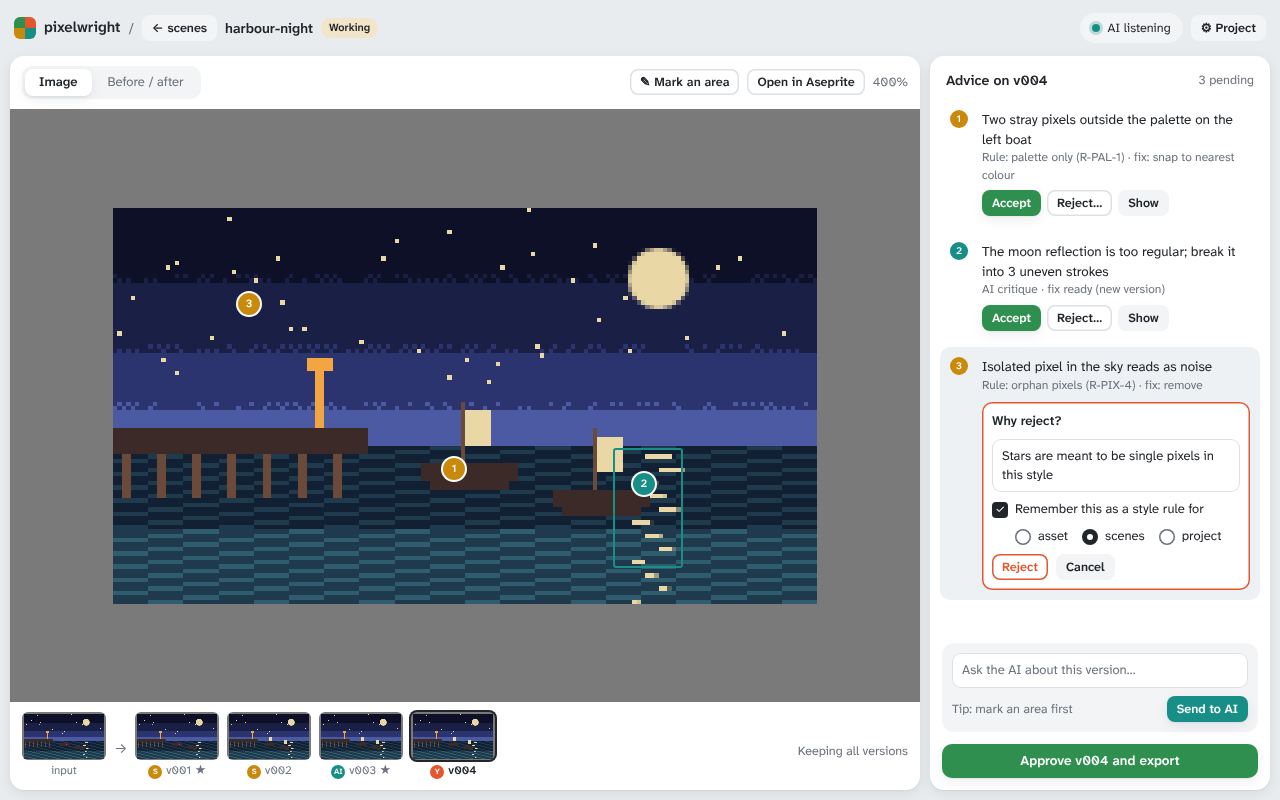 pixelwright / ← scenes harbour-night Working
AI listening ⚙ Project
Image Before / after
✎ Mark an area Open in Aseprite 400%
3
1
2
input → S v001 ★ S v002 AI v003 ★ Y v004
Keeping all versions
Advice on v004 3 pending
1 Two stray pixels outside the palette on the
left boat
Rule: palette only (R-PAL-1) · fix: snap to nearest
colour
Accept Reject... Show
2 The moon reflection is too regular; break it
into 3 uneven strokes
AI critique · fix ready (new version)
Accept Reject... Show
3 Isolated pixel in the sky reads as noise
Rule: orphan pixels (R-PIX-4) · fix: remove
Why reject?
Stars are meant to be single pixels in
this style
Remember this as a style rule for
asset scenes project
Reject Cancel
Ask the AI about this version...
Tip: mark an area first Send to AI
Approve v004 and export